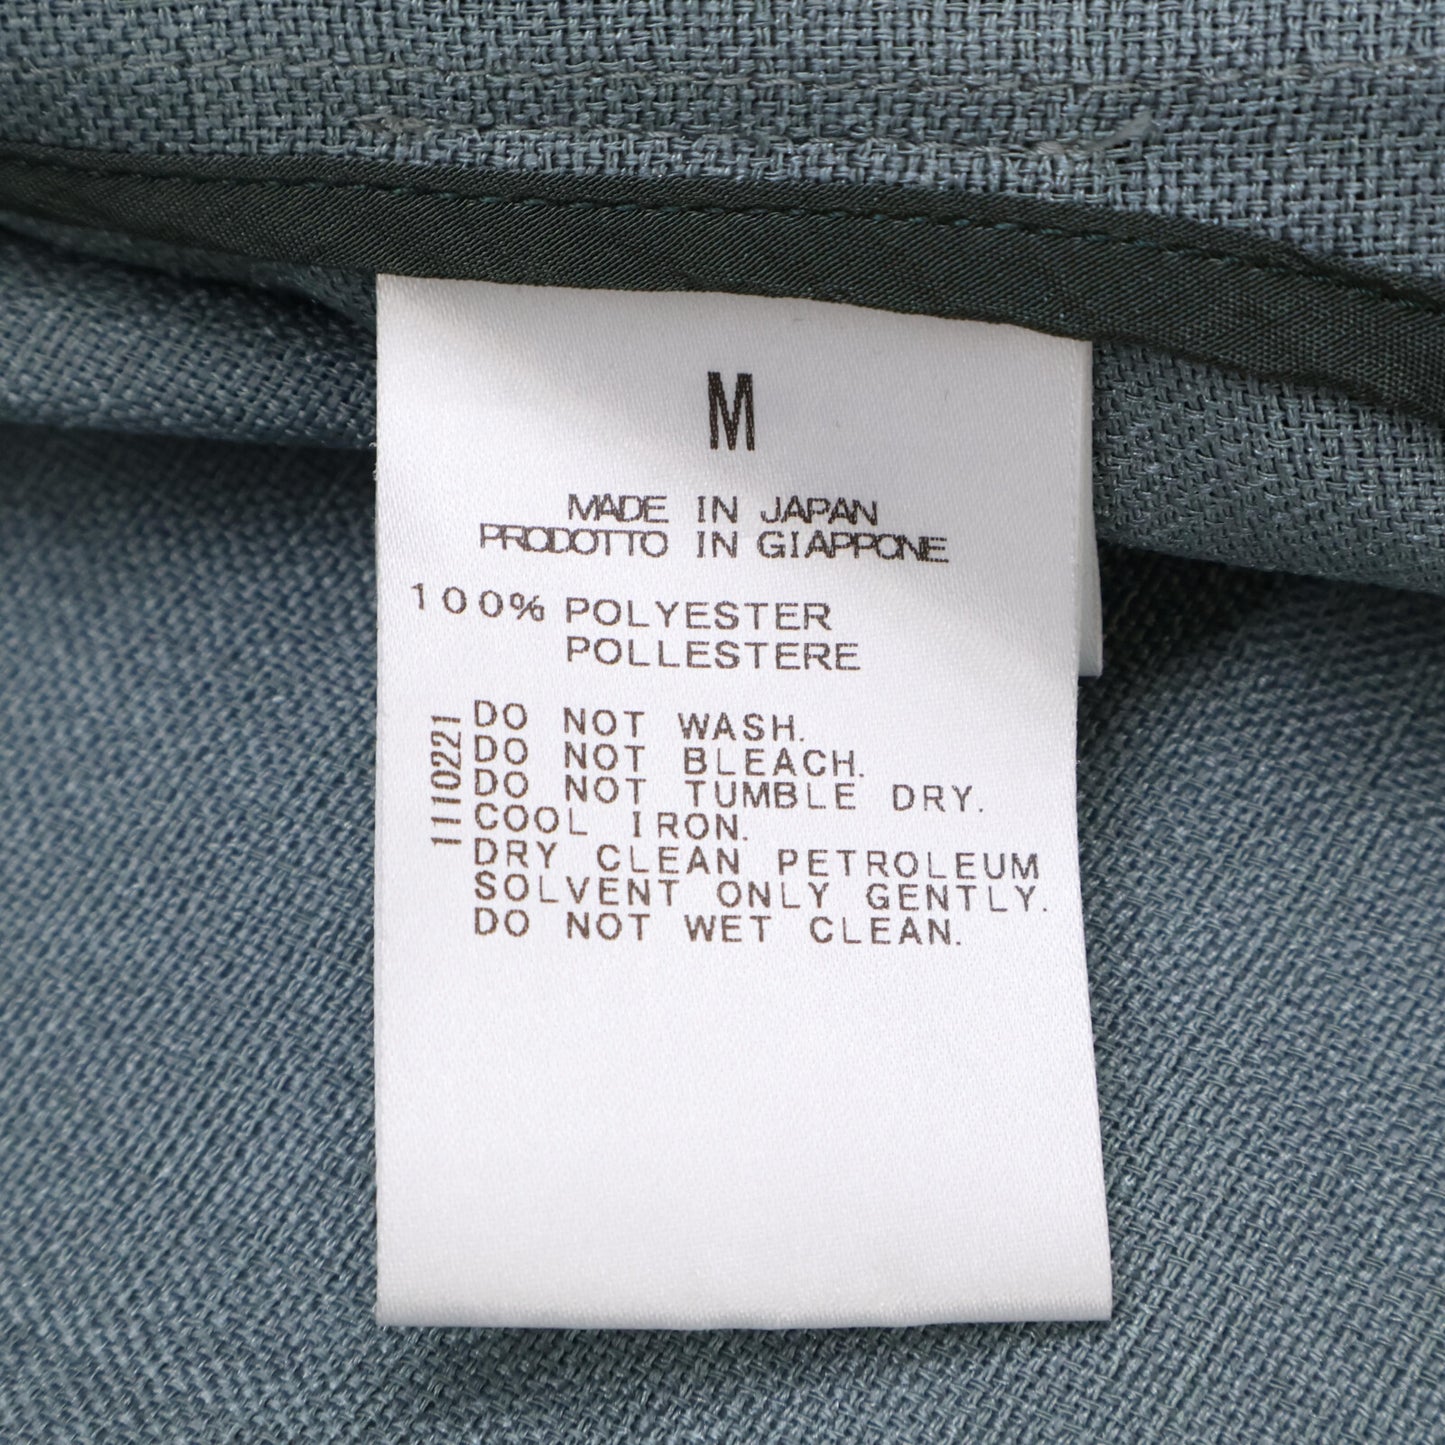 M
MADE IN JAPAN
PRODOTTO IN GIAPPONE
100% POLYESTER
POLLESTERE
1110221
DO NOT WASH.
DO NOT BLEACH.
DO NOT TUMBLE DRY.
COOL IRON.
DRY CLEAN PETROLEUM
SOLVENT ONLY GENTLY.
DO NOT WET CLEAN.